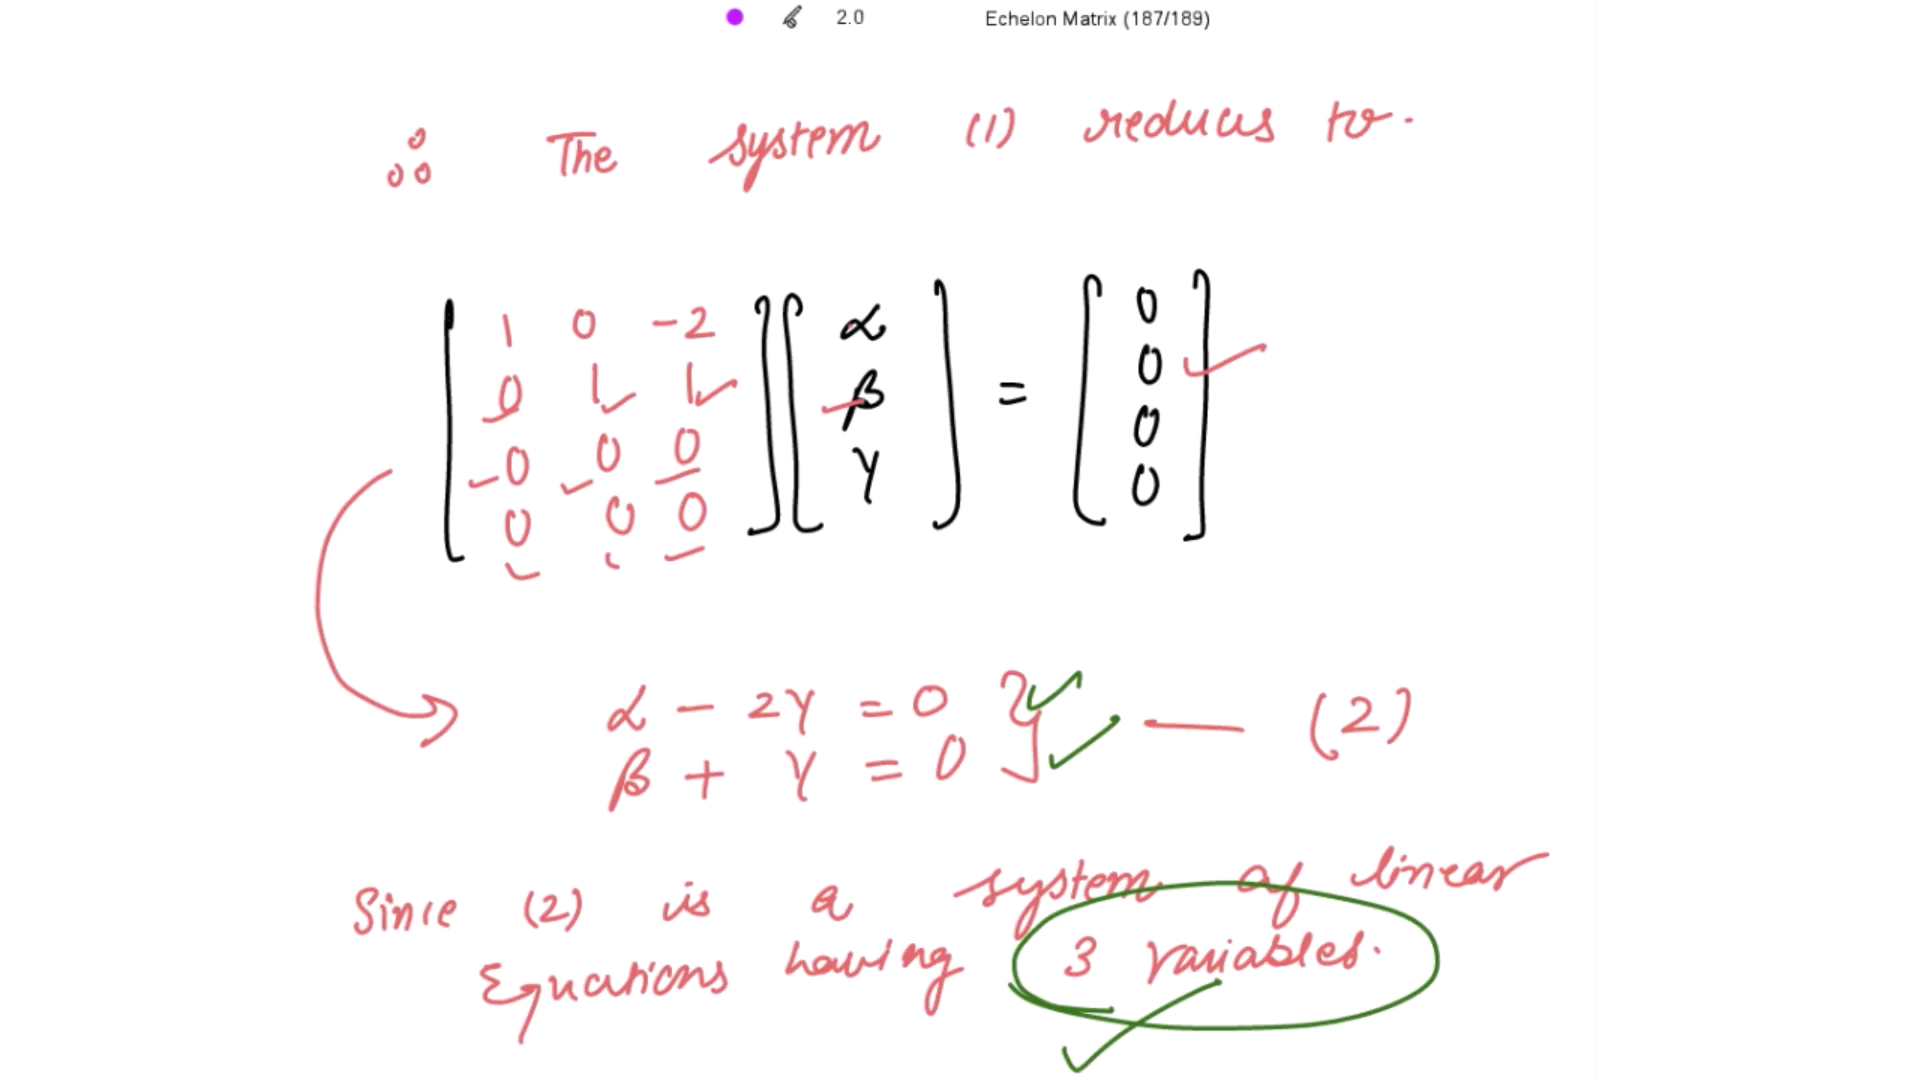 2.0 Echelon Matrix (187/189)
∴ The system (1) reduces to.
[ 1 0 -2 ] [ α ] = [ 0 ]
[ 0 1 1 ] [ β ] [ 0 ]
[ 0 0 0 ] [ γ ] [ 0 ]
[ 0 0 0 ] [ 0 ]
α - 2γ = 0 } — (2)
β + γ = 0
Since (2) is a system of linear
Equations having 3 variables.